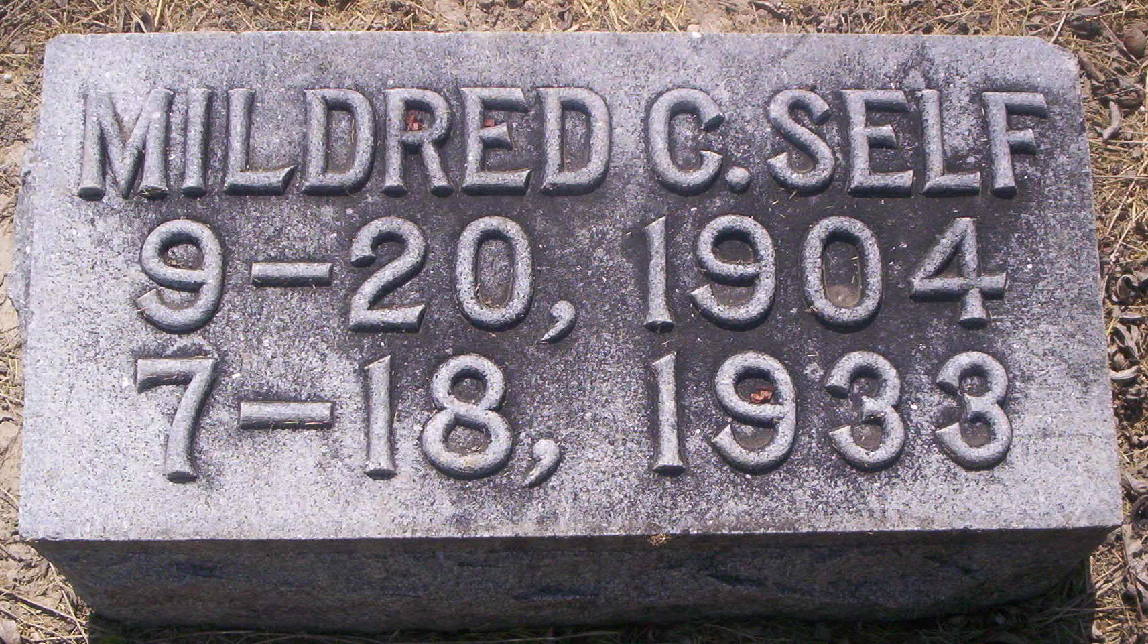 MILDRED C. SELF
9-20, 1904
7-18, 1933